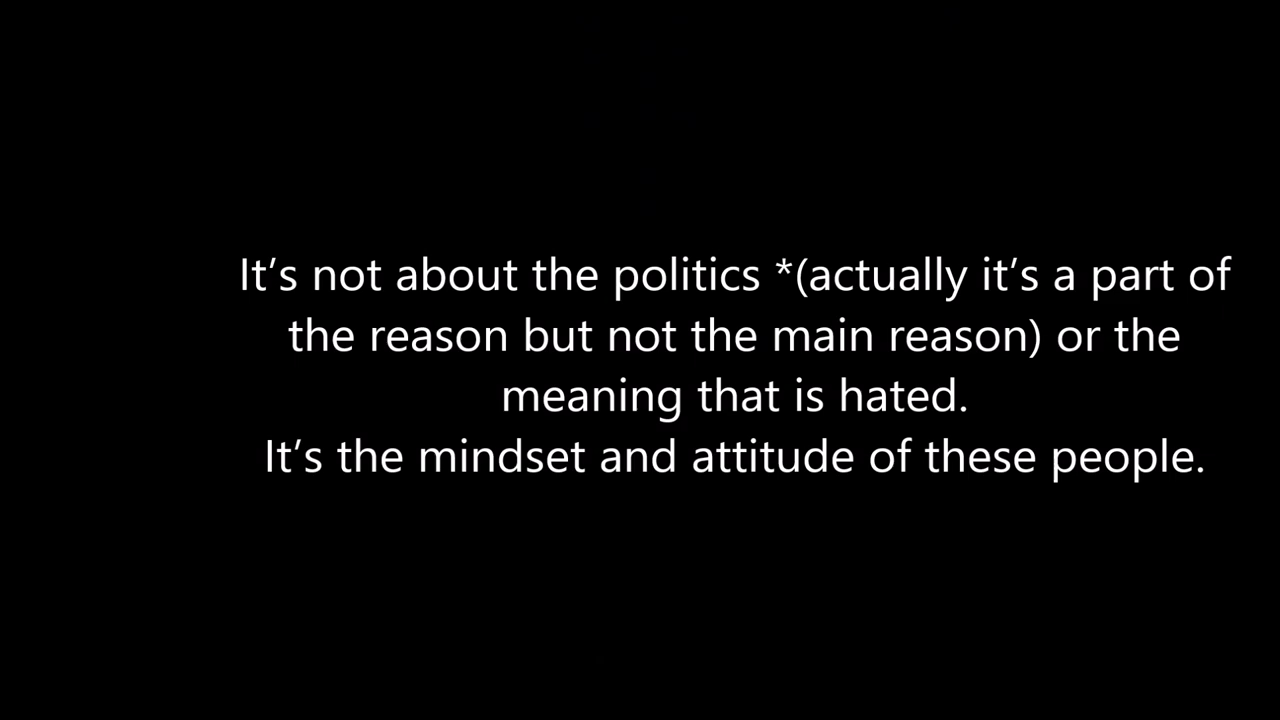 It’s not about the politics *(actually it’s a part of
the reason but not the main reason) or the
meaning that is hated.
It’s the mindset and attitude of these people.